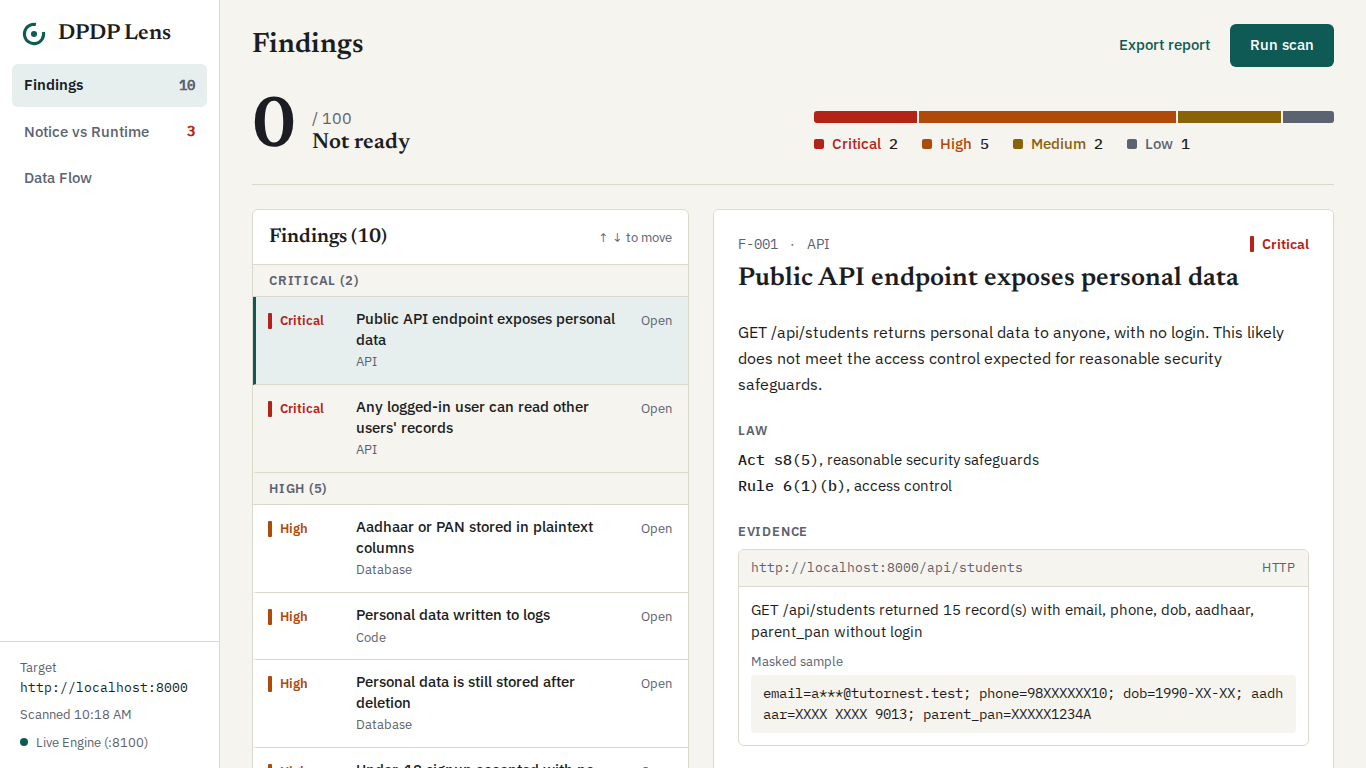 DPDP Lens
Findings 10
Notice vs Runtime 3
Data Flow
Target
http://localhost:8000
Scanned 10:18 AM
Live Engine (:8100)
Findings
Export report
Run scan
0 / 100
Not ready
Critical 2 High 5 Medium 2 Low 1
Findings (10)
↑ ↓ to move
CRITICAL (2)
Critical
Public API endpoint exposes personal
data
API
Open
Critical
Any logged-in user can read other
users' records
API
Open
HIGH (5)
High
Aadhaar or PAN stored in plaintext
columns
Database
Open
High
Personal data written to logs
Code
Open
High
Personal data is still stored after
deletion
Database
Open
F-001 · API
Critical
Public API endpoint exposes personal data
GET /api/students returns personal data to anyone, with no login. This likely
does not meet the access control expected for reasonable security
safeguards.
LAW
Act s8(5), reasonable security safeguards
Rule 6(1)(b), access control
EVIDENCE
http://localhost:8000/api/students
HTTP
GET /api/students returned 15 record(s) with email, phone, dob, aadhaar,
parent_pan without login
Masked sample
email=a***@tutornest.test; phone=98XXXXXX10; dob=1990-XX-XX; aadh
aar=XXXX XXXX 9013; parent_pan=XXXXX1234A